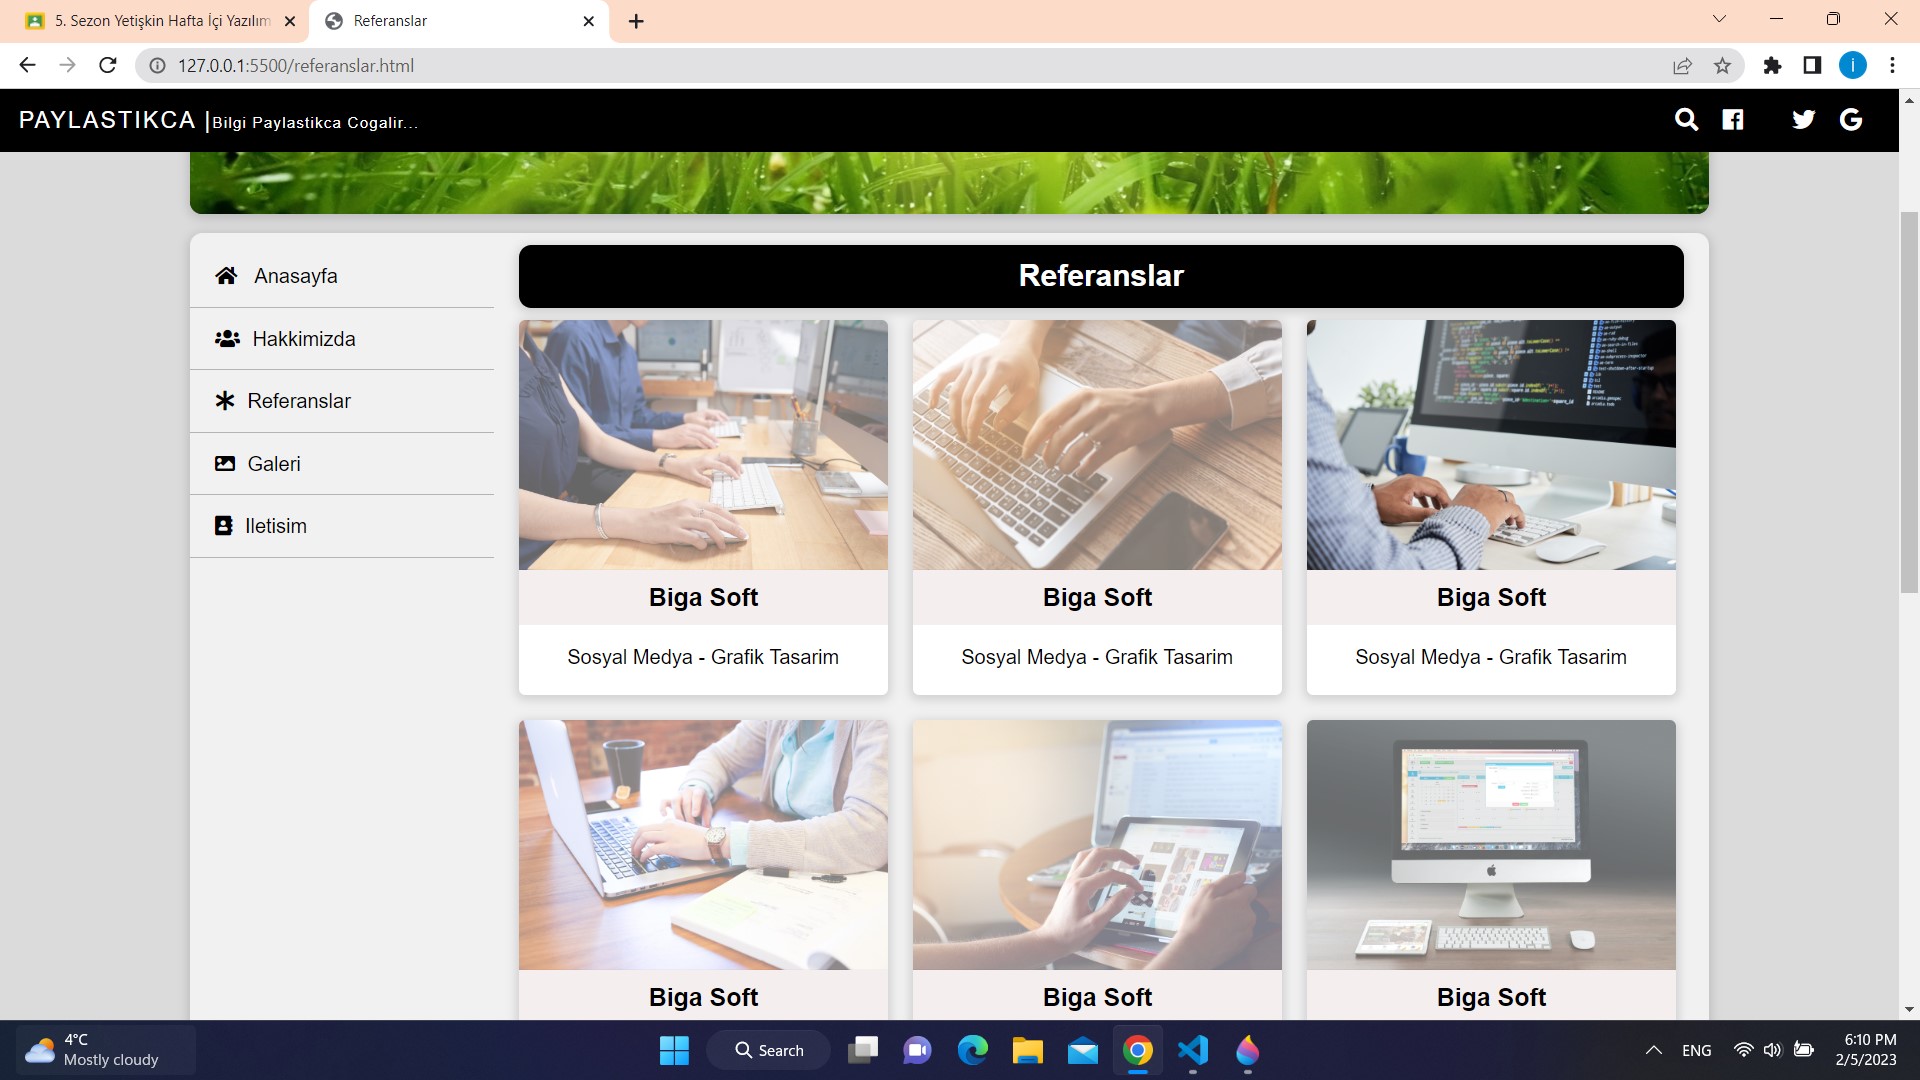 5. Sezon Yetişkin Hafta İçi Yazılım
Referanslar
127.0.0.1:5500/referanslar.html
i
PAYLASTIKCA |Bilgi Paylastikca Cogalir...
Anasayfa
Hakkimizda
Referanslar
Galeri
Iletisim
Referanslar
Biga Soft
Biga Soft
Biga Soft
Sosyal Medya - Grafik Tasarim
Sosyal Medya - Grafik Tasarim
Sosyal Medya - Grafik Tasarim
Biga Soft
Biga Soft
Biga Soft
4°C
Mostly cloudy
Search
ENG
6:10 PM
2/5/2023